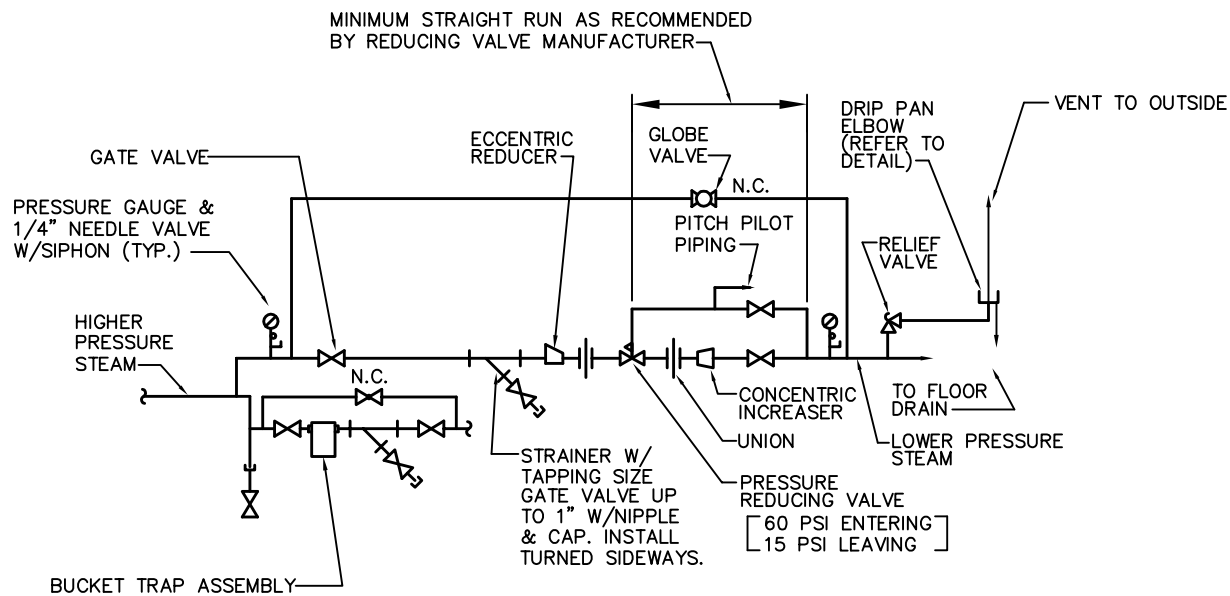 MINIMUM STRAIGHT RUN AS RECOMMENDED
BY REDUCING VALVE MANUFACTURER
VENT TO OUTSIDE
DRIP PAN
ELBOW
(REFER TO
DETAIL)
GLOBE
VALVE
N.C.
ECCENTRIC
REDUCER
GATE VALVE
PRESSURE GAUGE &
1/4" NEEDLE VALVE
W/SIPHON (TYP.)
PITCH PILOT
PIPING
RELIEF
VALVE
HIGHER
PRESSURE
STEAM
N.C.
CONCENTRIC
INCREASER
TO FLOOR
DRAIN
UNION
LOWER PRESSURE
STEAM
STRAINER W/
TAPPING SIZE
GATE VALVE UP
TO 1" W/NIPPLE
& CAP. INSTALL
TURNED SIDEWAYS.
PRESSURE
REDUCING VALVE
60 PSI ENTERING
15 PSI LEAVING
BUCKET TRAP ASSEMBLY